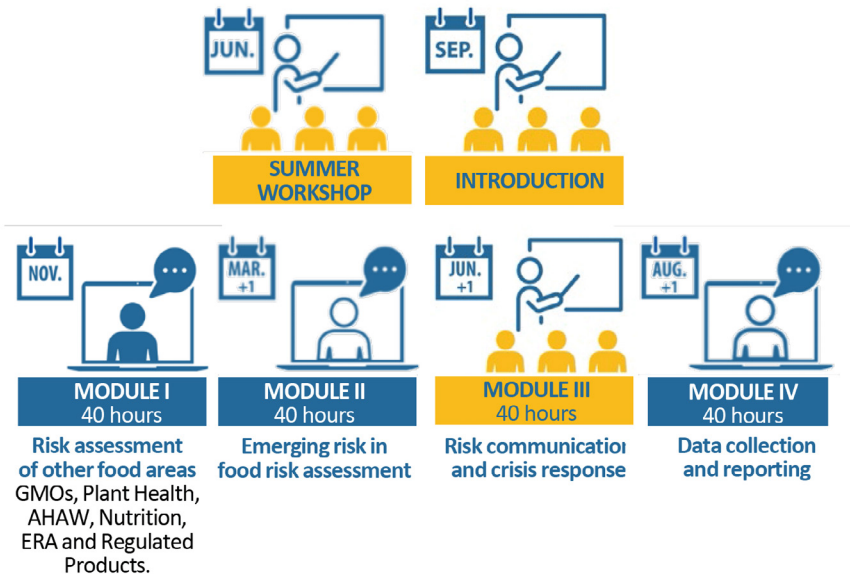 JUN.
SEP.
SUMMER
WORKSHOP
INTRODUCTION
NOV.
MAR.
+1
JUN.
+1
AUG.
+1
MODULE I
40 hours
MODULE II
40 hours
MODULE III
40 hours
MODULE IV
40 hours
Risk assessment
of other food areas
GMOs, Plant Health,
AHAW, Nutrition,
ERA and Regulated
Products.
Emerging risk in
food risk assessment
Risk communication
and crisis response
Data collection
and reporting